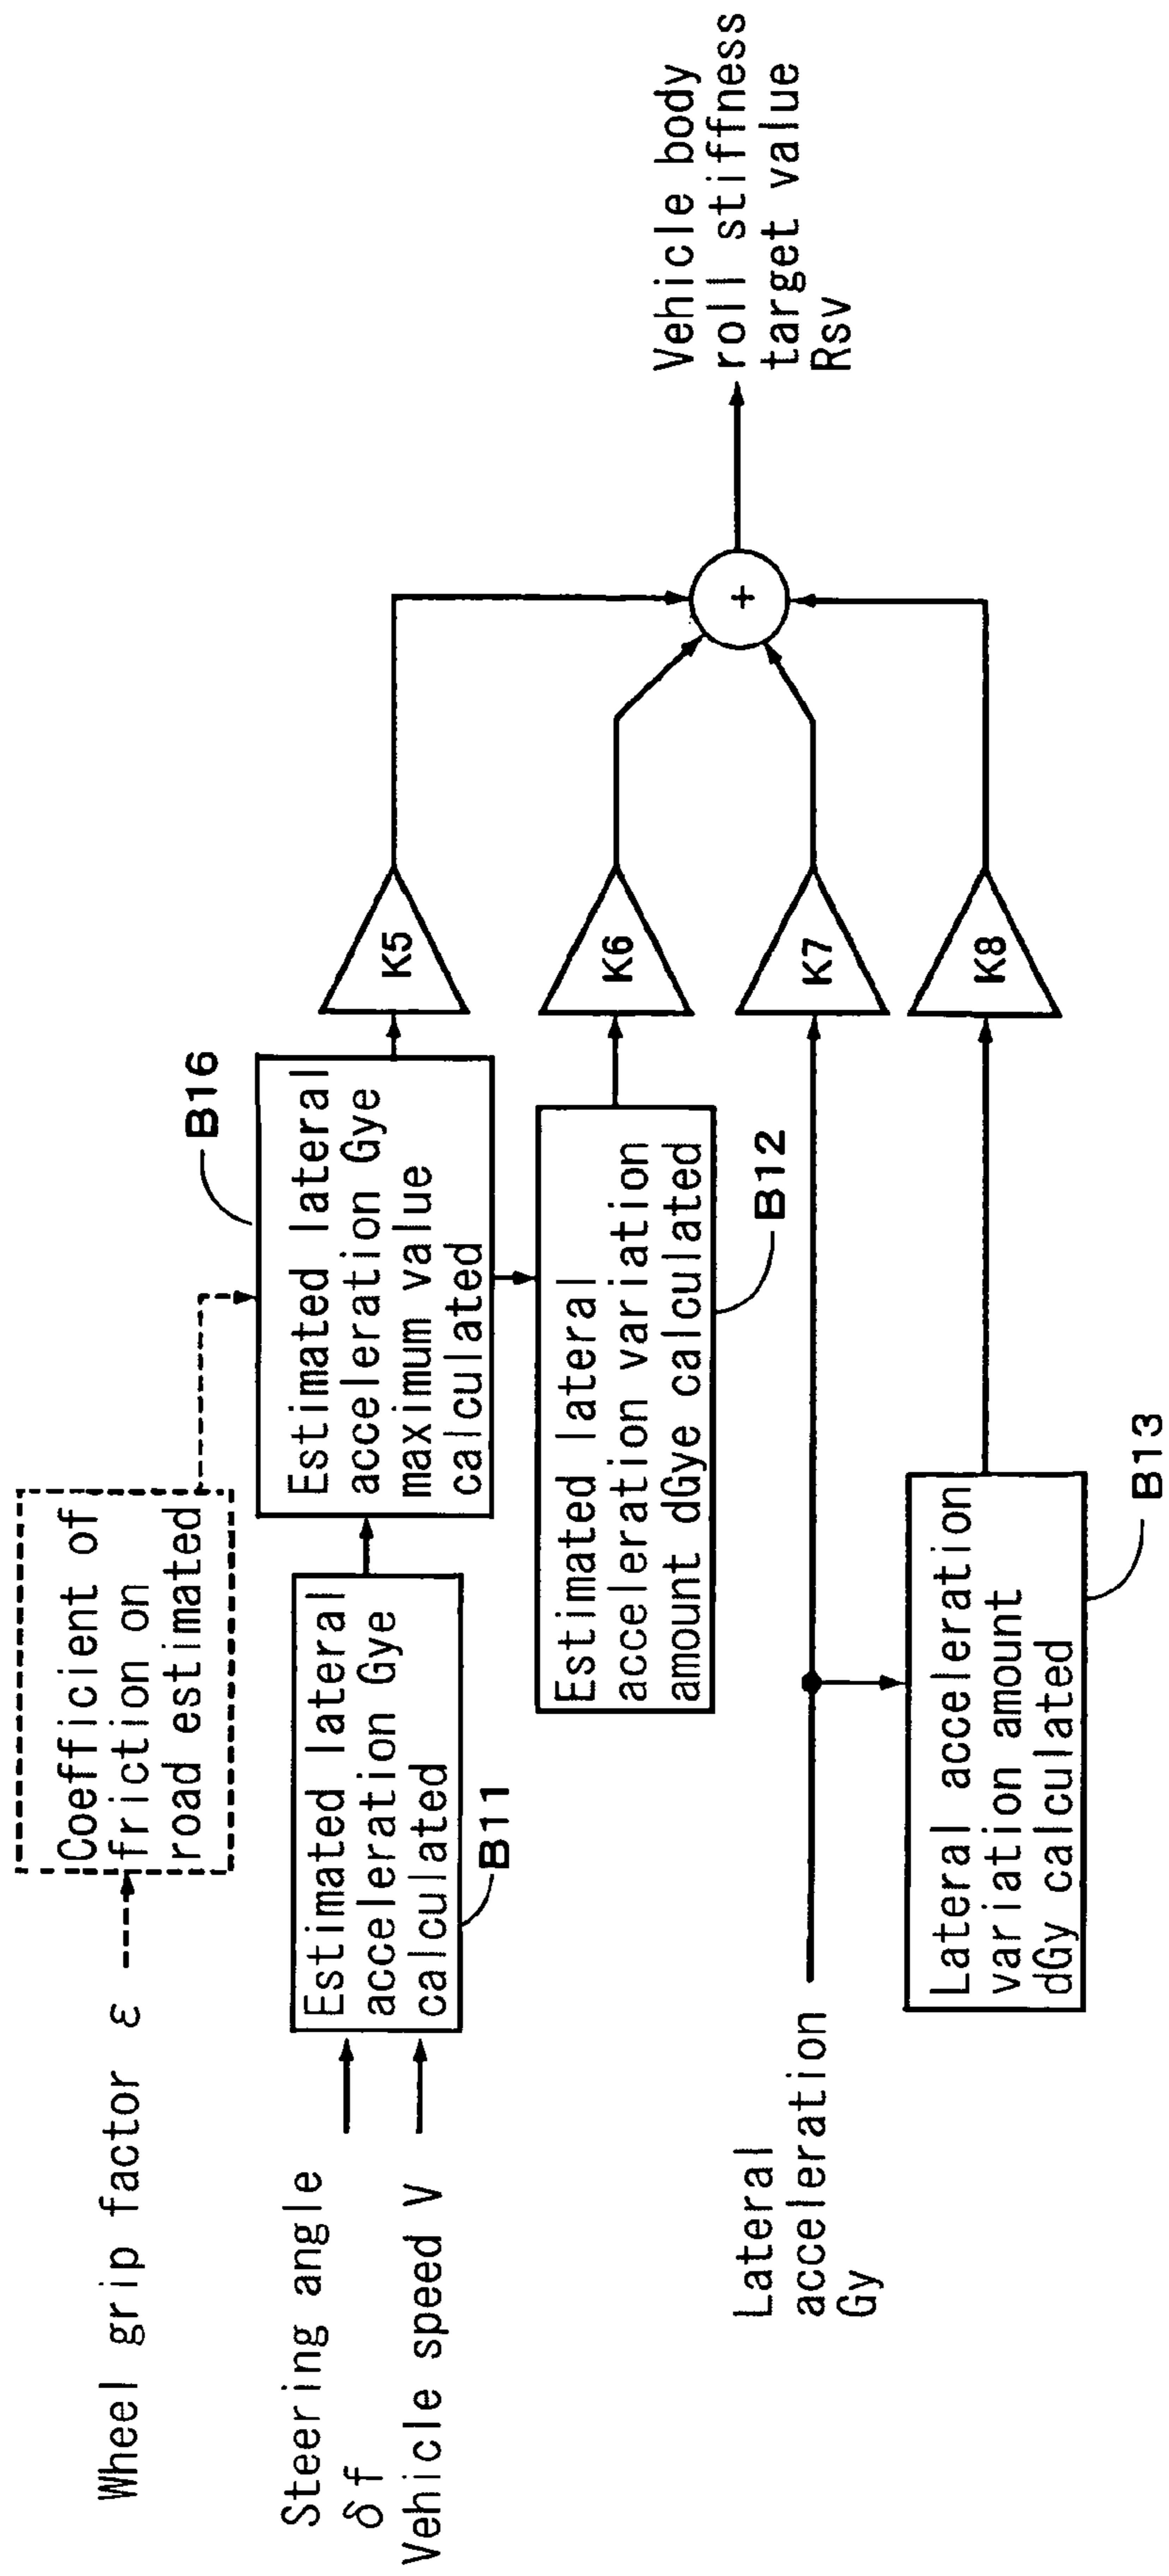 Wheel grip factor ε
Coefficient of
friction on
road estimated
Steering angle
δf
Vehicle speed V
Estimated lateral
acceleration Gye
calculated
B11
Estimated lateral
acceleration Gye
maximum value
calculated
B16
Estimated lateral
acceleration variation
amount dGye calculated
B12
Lateral
acceleration
Gy
Lateral acceleration
variation amount
dGy calculated
B13
K5
K6
K7
K8
+
Vehicle body
roll stiffness
target value
Rsv